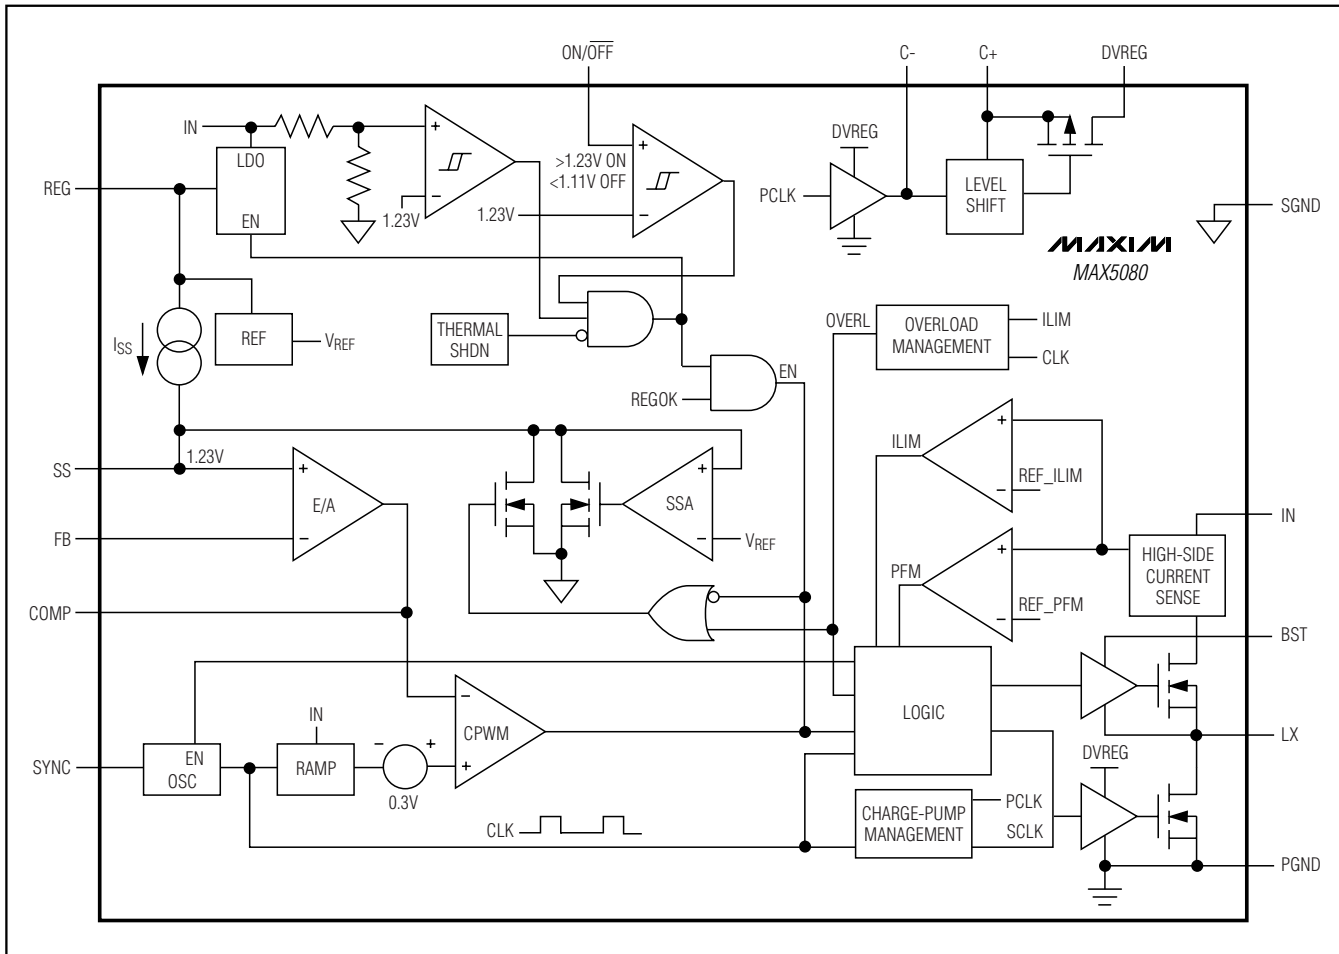 ON/OFF
C-
C+
DVREG
IN
LDO
EN
REG
1.23V
>1.23V ON
<1.11V OFF
1.23V
DVREG
PCLK
LEVEL
SHIFT
SGND
MAXIM
MAX5080
ISS
REF
VREF
THERMAL
SHDN
REGOK
EN
OVERL
OVERLOAD
MANAGEMENT
ILIM
CLK
SS
1.23V
FB
E/A
SSA
VREF
ILIM
REF_ILIM
PFM
REF_PFM
HIGH-SIDE
CURRENT
SENSE
IN
COMP
BST
LOGIC
LX
SYNC
EN
OSC
IN
RAMP
0.3V
CPWM
CLK
CHARGE-PUMP
MANAGEMENT
PCLK
SCLK
DVREG
PGND
+
-
+
-
+
-
+
-
+
-
+
-
-
+
-
+